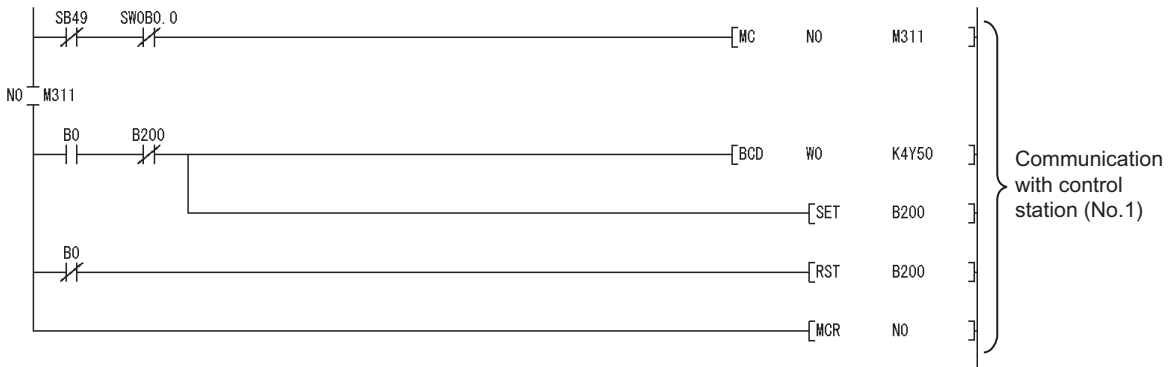 SB49 SW0B0.0
MC N0 M311
N0 M311
B0 B200
BCD W0 K4Y50
SET B200
B0
RST B200
MCR N0
Communication
with control
station (No.1)